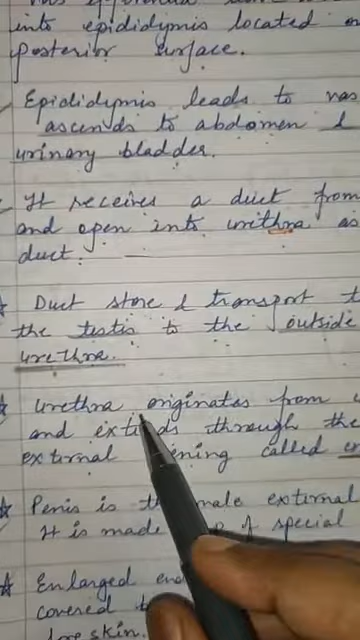 into epididymis located on
posterior surface.
Epididymis leads to vas
ascends to abdomen &
urinary bladder.
It receives a duct from
and open into urethra as
duct.
Duct store & transport
the testis to the outside
urethra.
urethra originates from
and extends through the
external opening called
Penis is the male external
It is made of special
Enlarged end
covered
skin.